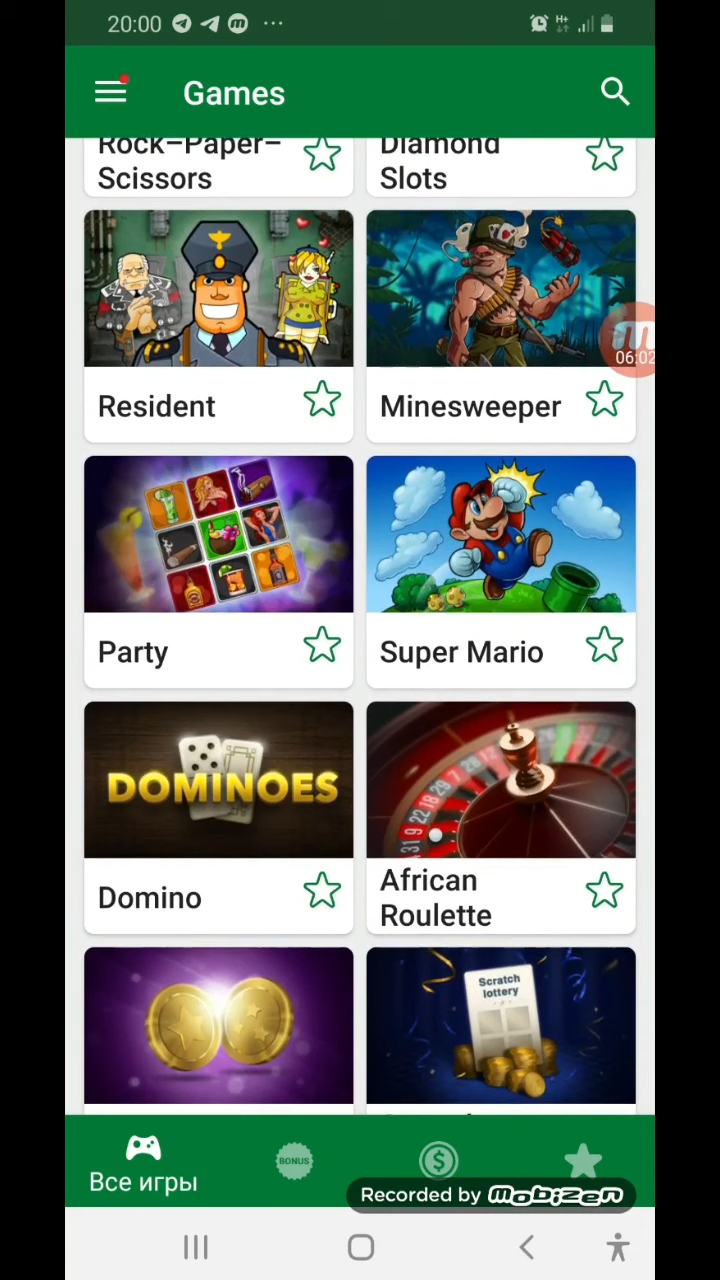 20:00
H+
Games
Rock–Paper–
Scissors
Diamond
Slots
06:02
Resident
Minesweeper
Party
Super Mario
DOMINOES
Domino
African
Roulette
Scratch
lottery
Все игры
BONUS
Recorded by mobizen